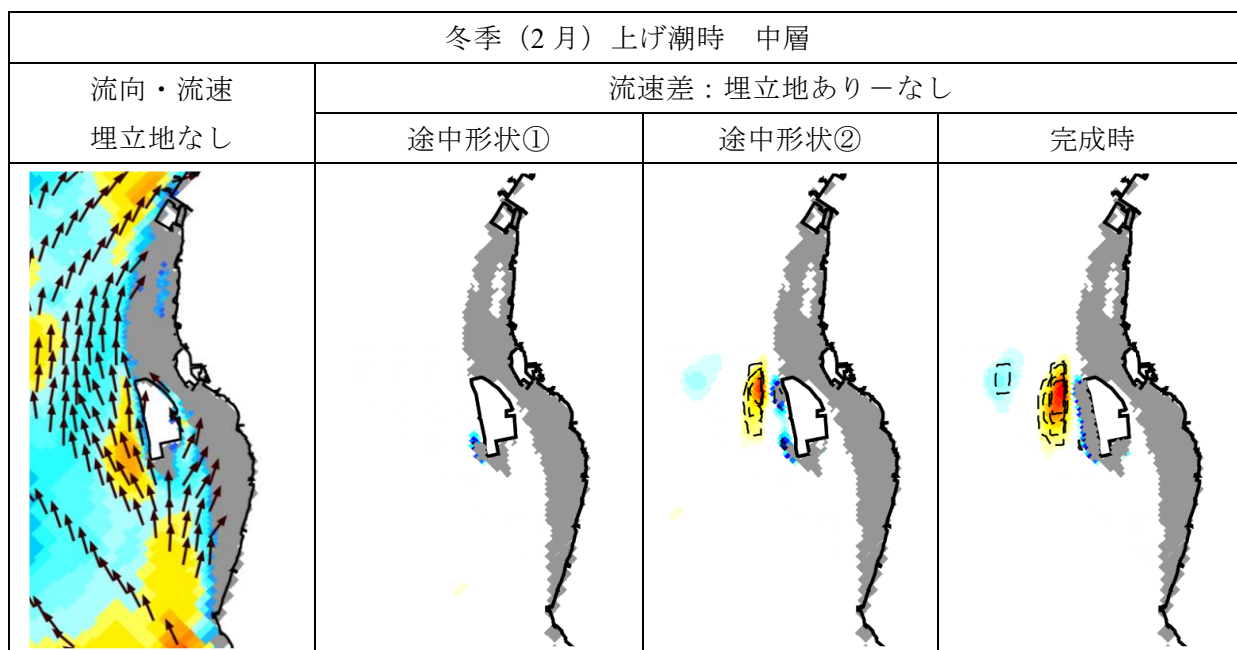 冬季（2 月）上げ潮時　中層
流向・流速
埋立地なし
流速差：埋立地あり－なし
途中形状①
途中形状②
完成時